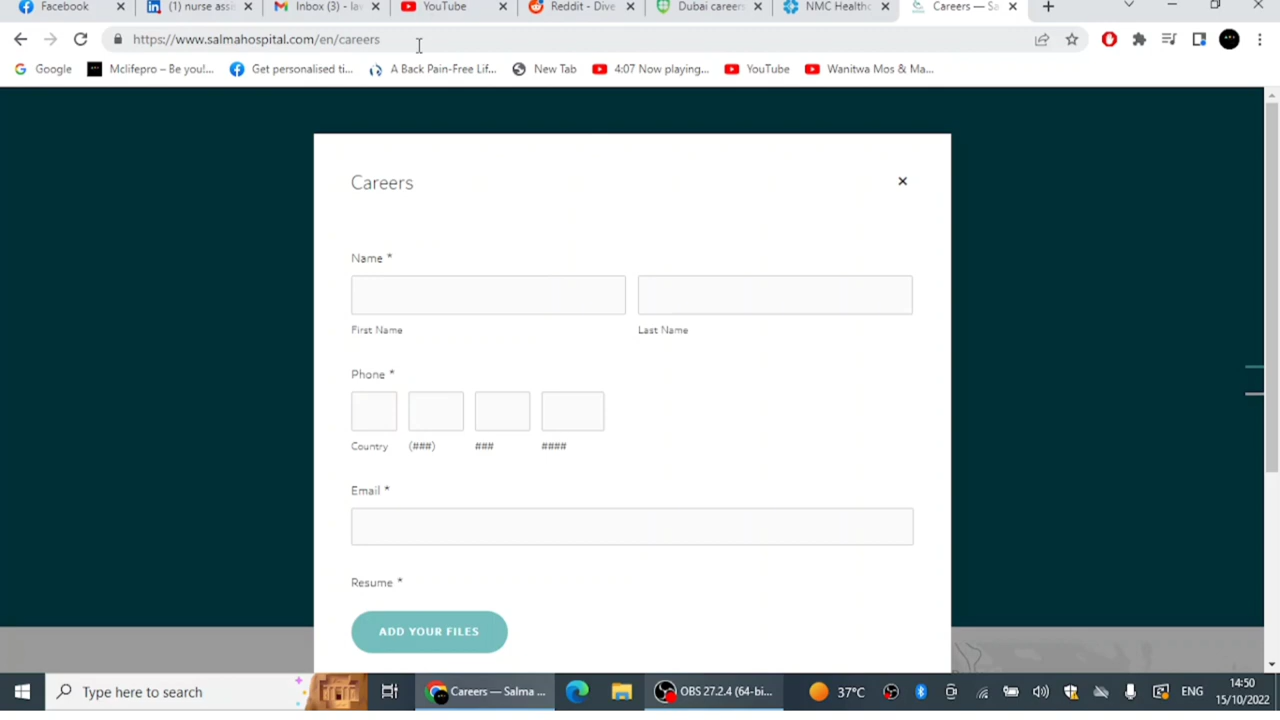 Facebook (1) nurse assi Inbox (3) - la YouTube Reddit - Dive Dubai careers NMC Healthc Careers — Sa
https://www.salmahospital.com/en/careers
Google Mclifepro – Be you!... Get personalised ti... A Back Pain-Free Lif... New Tab 4:07 Now playing... YouTube Wanitwa Mos & Ma...
Careers
Name *
First Name Last Name
Phone *
Country (###) ### ####
Email *
Resume *
ADD YOUR FILES
Type here to search Careers — Salma ... OBS 27.2.4 (64-bi... 37°C ENG 14:50
15/10/2022